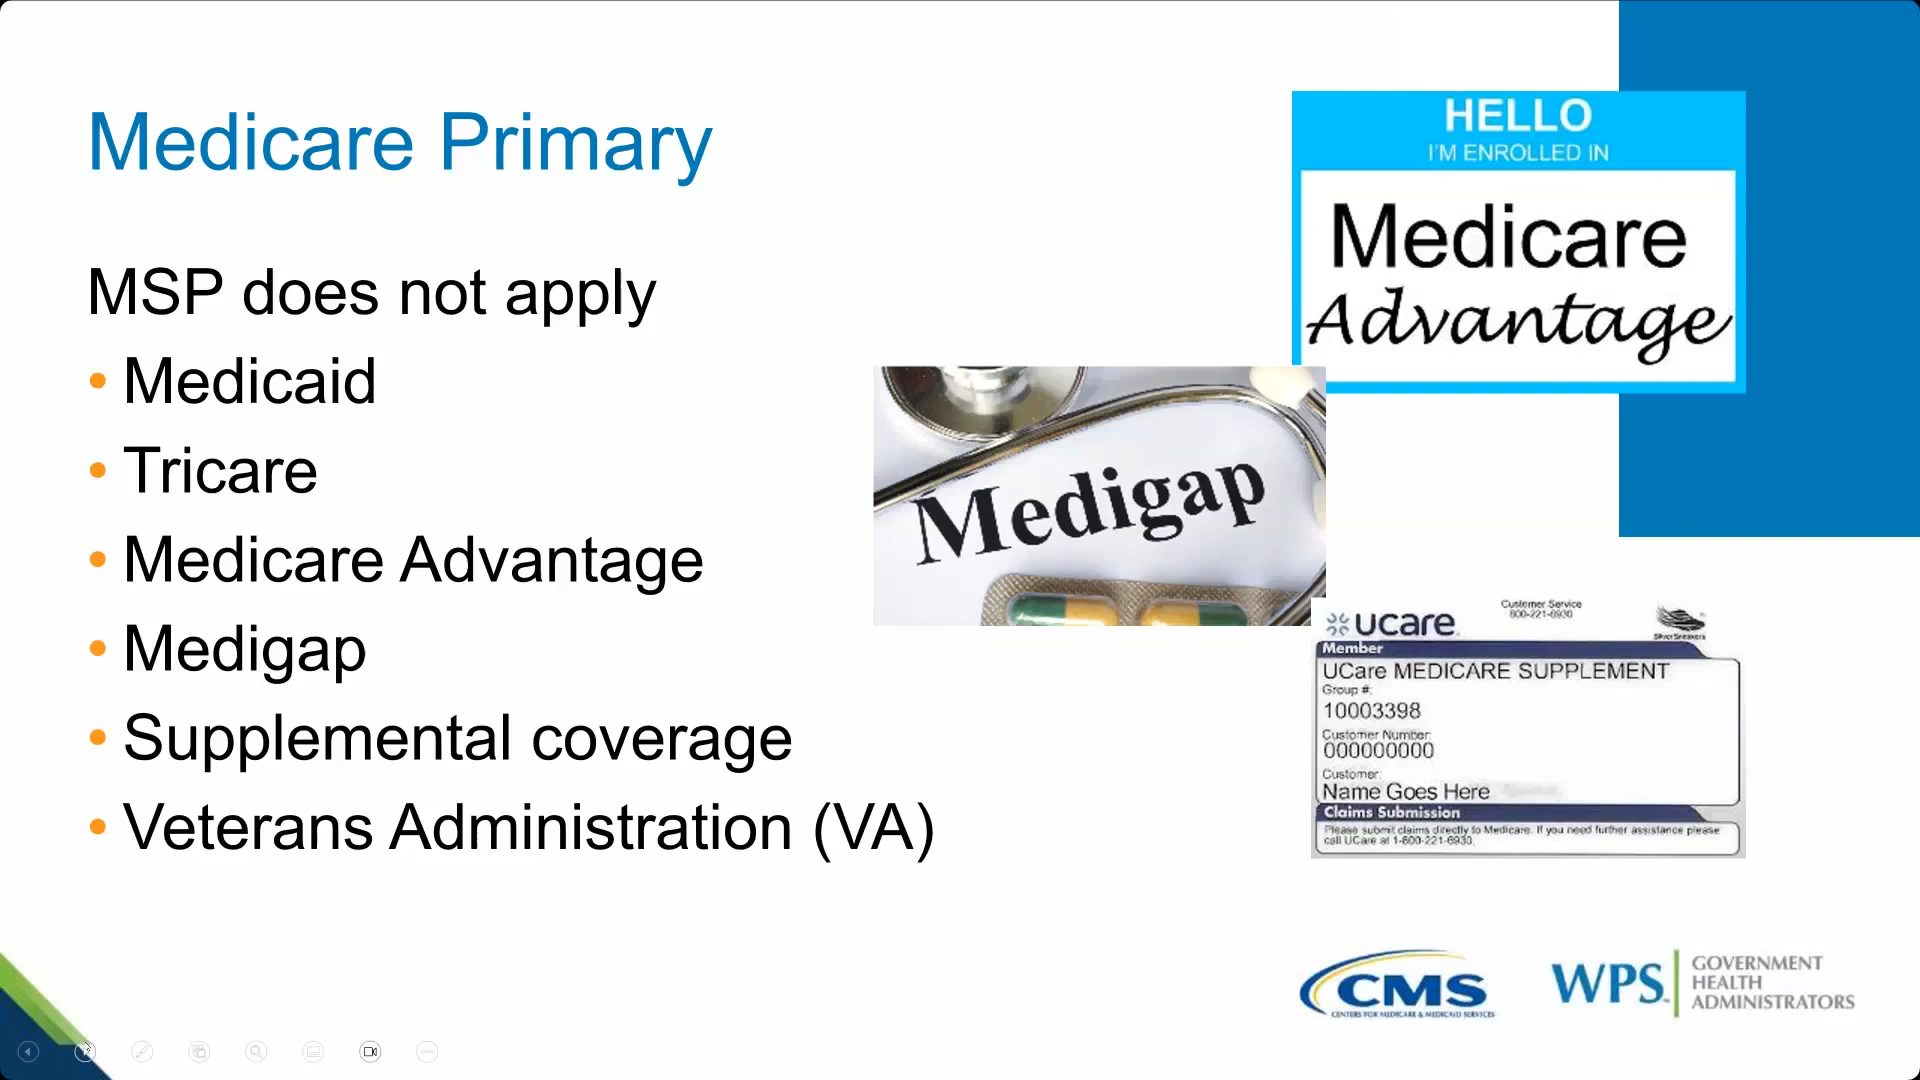 Medicare Primary
MSP does not apply
• Medicaid
• Tricare
• Medicare Advantage
• Medigap
• Supplemental coverage
• Veterans Administration (VA)
HELLO
I'M ENROLLED IN
Medicare
Advantage
Medigap
ucare
Customer Service
800-221-6930
SilverSneakers
Member
UCare MEDICARE SUPPLEMENT
Group #:
10003398
Customer Number:
000000000
Customer:
Name Goes Here
Claims Submission
Please submit claims directly to Medicare. If you need further assistance please
call UCare at 1-800-221-6930.
CMS
CENTERS FOR MEDICARE & MEDICAID SERVICES
WPS
GOVERNMENT
HEALTH
ADMINISTRATORS